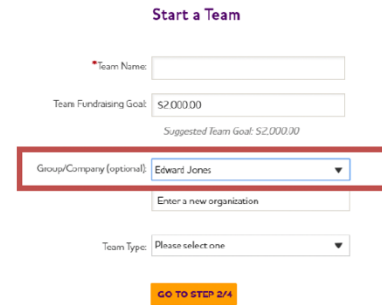 Start a Team
*Team Name:
Team Fundraising Goal: $2,000.00
Suggested Team Goal: $2,000.00
Group/Company (optional): Edward Jones
Enter a new organization
Team Type: Please select one
GO TO STEP 2/4